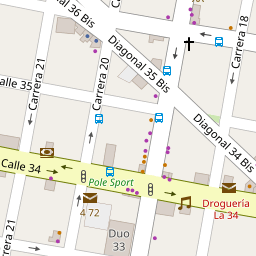 36 Bis
Carrera 18
Diagonal 35 Bis
Carrera 21
Carrera 20
Calle 35
Diagonal 34 Bis
Calle 34
Pole Sport
4 72
Droguería
La 34
Carrera 21
Duo
33